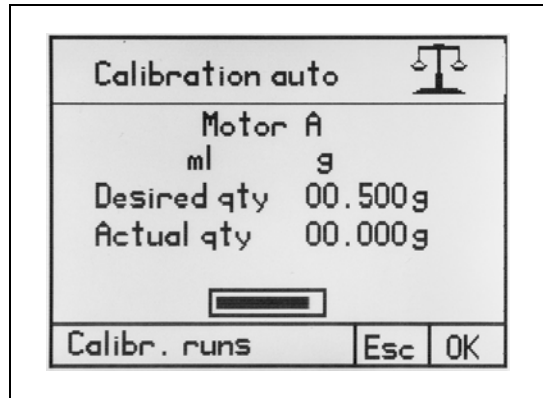 Calibration auto
Motor A
ml g
Desired qty 00.500g
Actual qty 00.000g
Calibr. runs Esc OK